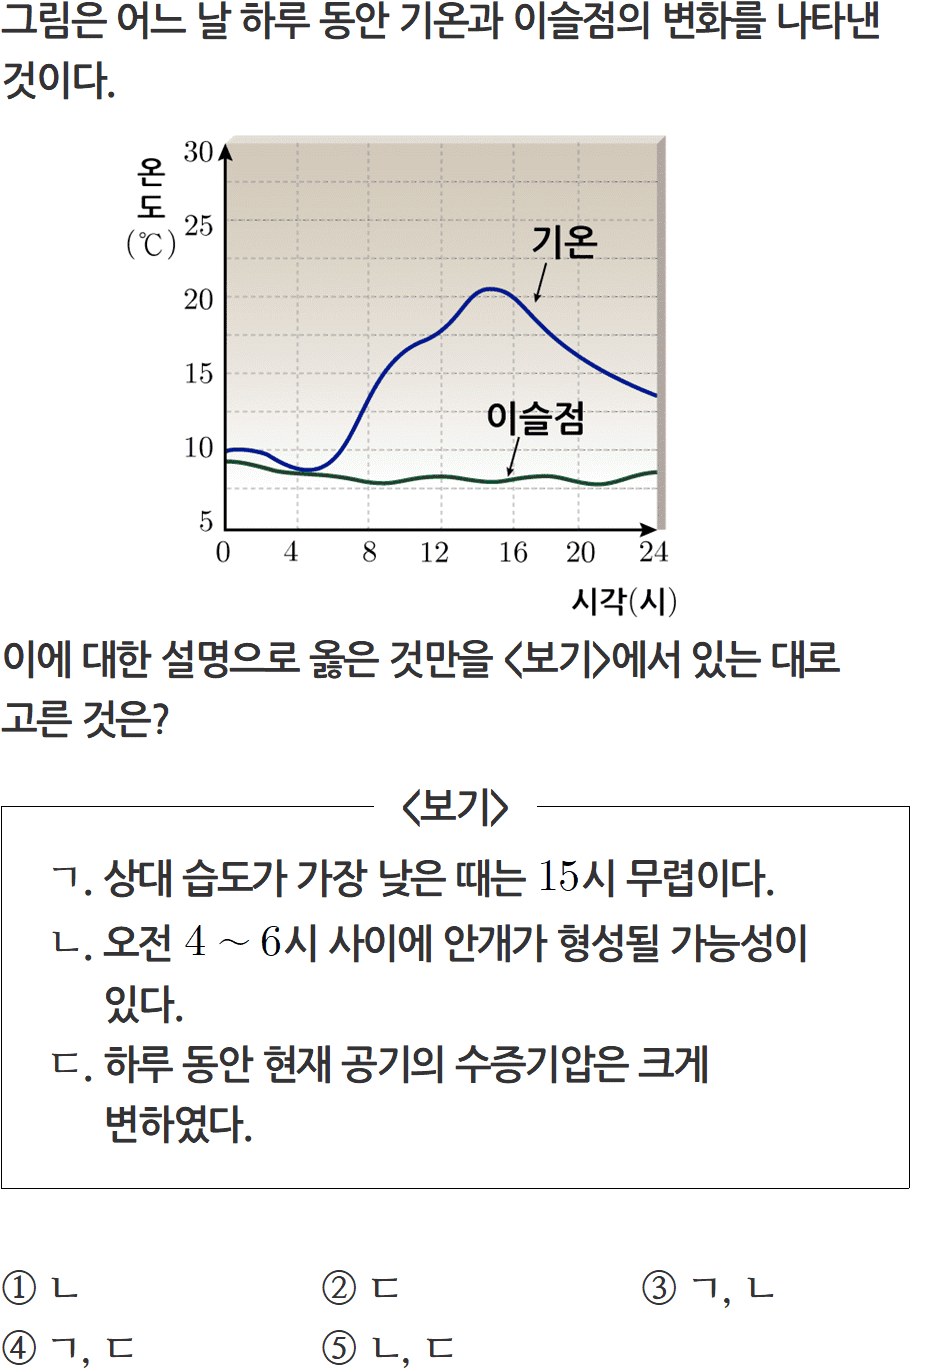 그림은 어느 날 하루 동안 기온과 이슬점의 변화를 나타낸
것이다.
온도(℃)
30
25
20
15
10
5
기온
이슬점
0 4 8 12 16 20 24
시각(시)
이에 대한 설명으로 옳은 것만을 <보기>에서 있는 대로
고른 것은?
<보기>
ㄱ. 상대 습도가 가장 낮은 때는 15시 무렵이다.
ㄴ. 오전 4 ~ 6시 사이에 안개가 형성될 가능성이
있다.
ㄷ. 하루 동안 현재 공기의 수증기압은 크게
변하였다.
① ㄴ ② ㄷ ③ ㄱ, ㄴ
④ ㄱ, ㄷ ⑤ ㄴ, ㄷ